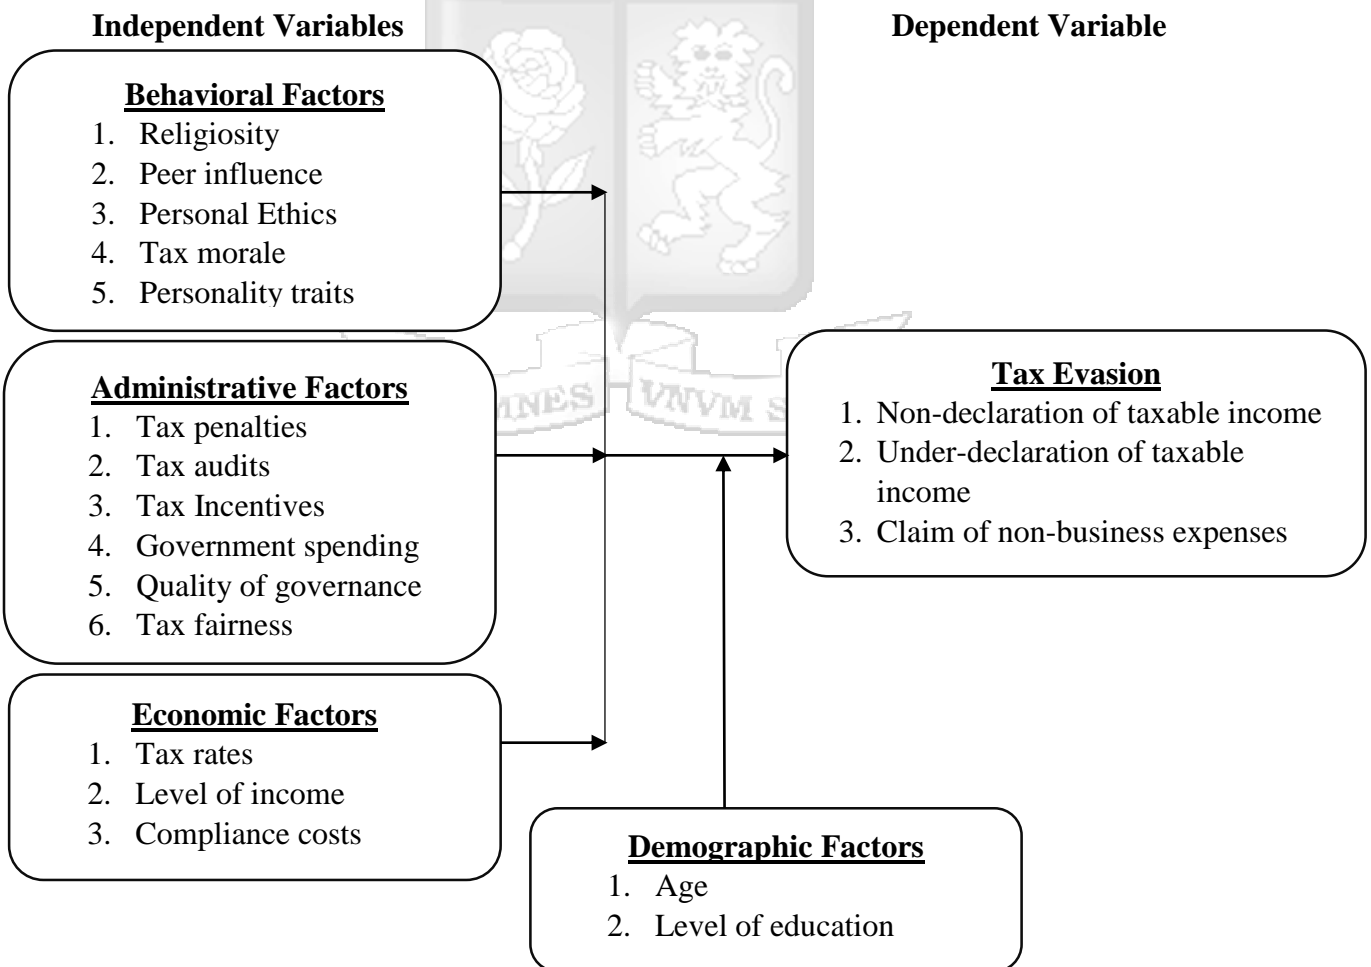 Independent Variables
Dependent Variable
Behavioral Factors
1. Religiosity
2. Peer influence
3. Personal Ethics
4. Tax morale
5. Personality traits
Administrative Factors
1. Tax penalties
2. Tax audits
3. Tax Incentives
4. Government spending
5. Quality of governance
6. Tax fairness
Economic Factors
1. Tax rates
2. Level of income
3. Compliance costs
Tax Evasion
1. Non-declaration of taxable income
2. Under-declaration of taxable
income
3. Claim of non-business expenses
Demographic Factors
1. Age
2. Level of education
VNVM